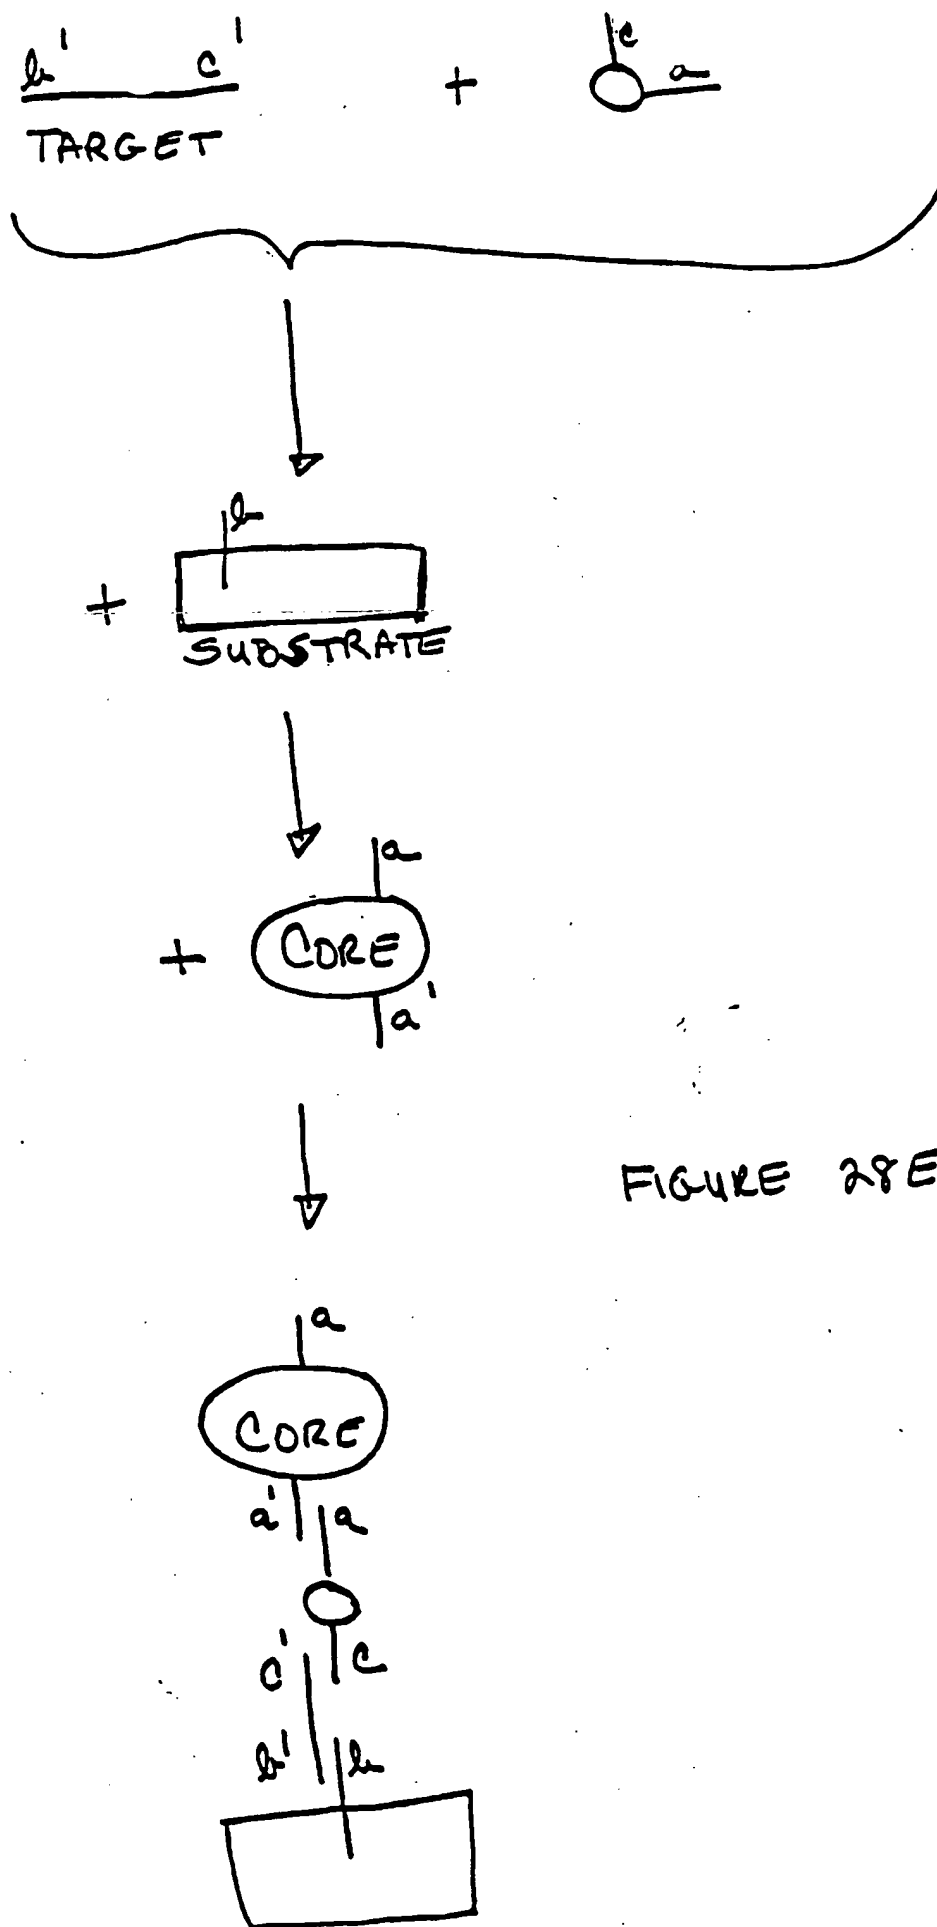 b' c' + c a
TARGET
b
+
SUBSTRATE
a
+ CORE
a'
FIGURE 28E
a
CORE
a' a
c' c
b' b